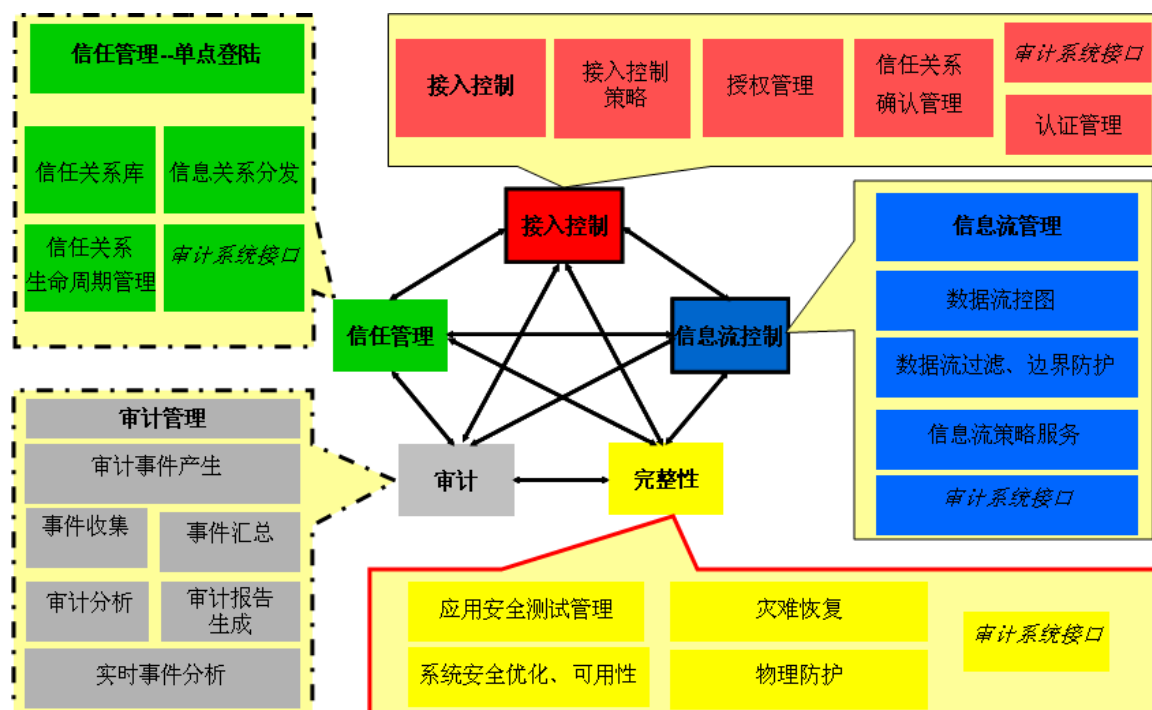 信任管理--单点登陆
信任关系库
信息关系分发
信任关系
生命周期管理
审计系统接口
接入控制
接入控制
策略
授权管理
信任关系
确认管理
审计系统接口
认证管理
接入控制
信任管理
信息流控制
审计
完整性
信息流管理
数据流控图
数据流过滤、边界防护
信息流策略服务
审计系统接口
审计管理
审计事件产生
事件收集
事件汇总
审计分析
审计报告
生成
实时事件分析
应用安全测试管理
灾难恢复
审计系统接口
系统安全优化、可用性
物理防护